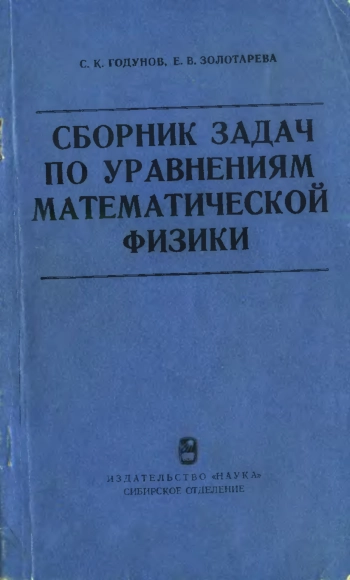 С. К. ГОДУНОВ, Е. В. ЗОЛОТАРЕВА
СБОРНИК ЗАДАЧ
ПО УРАВНЕНИЯМ
МАТЕМАТИЧЕСКОЙ
ФИЗИКИ
ИЗДАТЕЛЬСТВО «НАУКА»
СИБИРСКОЕ ОТДЕЛЕНИЕ